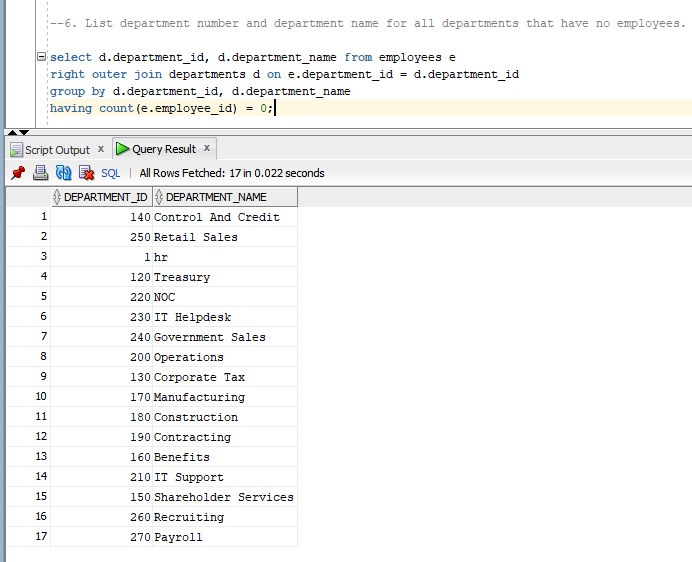 --6. List department number and department name for all departments that have no employees.
select d.department_id, d.department_name from employees e
right outer join departments d on e.department_id = d.department_id
group by d.department_id, d.department_name
having count(e.employee_id) = 0;
Script Output x Query Result x
SQL | All Rows Fetched: 17 in 0.022 seconds
DEPARTMENT_ID DEPARTMENT_NAME
1 140 Control And Credit
2 250 Retail Sales
3 1 hr
4 120 Treasury
5 220 NOC
6 230 IT Helpdesk
7 240 Government Sales
8 200 Operations
9 130 Corporate Tax
10 170 Manufacturing
11 180 Construction
12 190 Contracting
13 160 Benefits
14 210 IT Support
15 150 Shareholder Services
16 260 Recruiting
17 270 Payroll